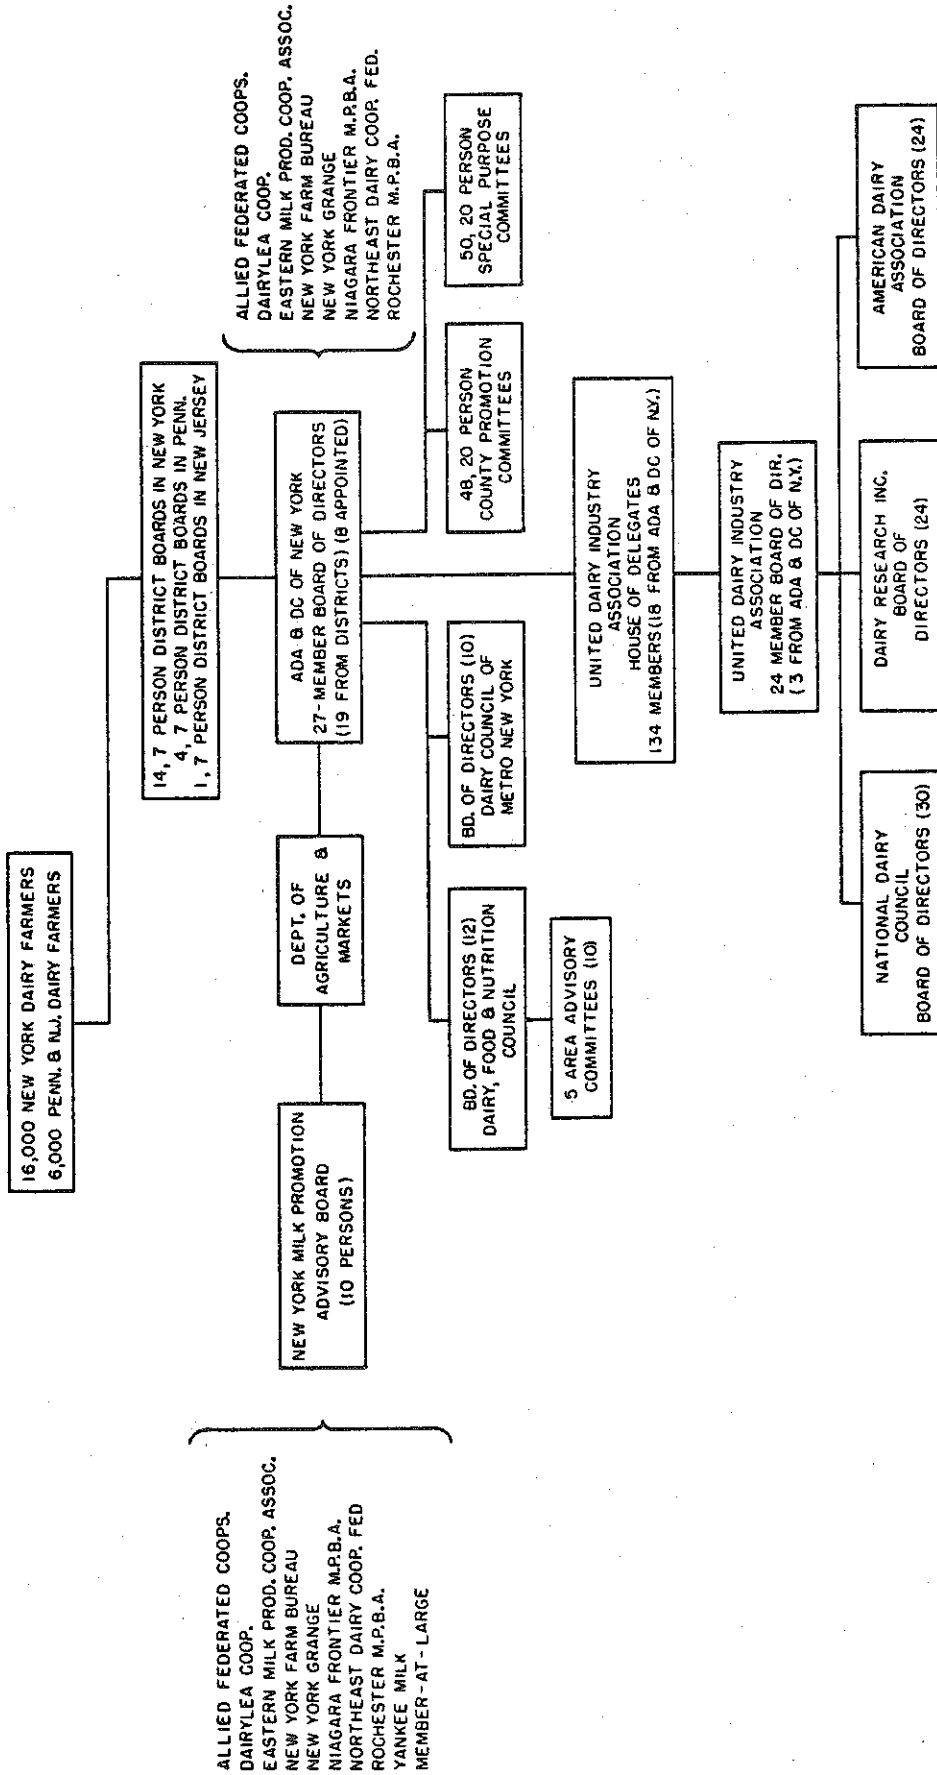 16,000 NEW YORK DAIRY FARMERS
6,000 PENN. & N.J. DAIRY FARMERS
14, 7 PERSON DISTRICT BOARDS IN NEW YORK
4, 7 PERSON DISTRICT BOARDS IN PENN.
1, 7 PERSON DISTRICT BOARDS IN NEW JERSEY
ALLIED FEDERATED COOPS.
DAIRYLEA COOP.
EASTERN MILK PROD. COOP. ASSOC.
NEW YORK FARM BUREAU
NEW YORK GRANGE
NIAGARA FRONTIER M.P.B.A.
NORTHEAST DAIRY COOP. FED
ROCHESTER M.P.B.A.
YANKEE MILK
MEMBER-AT-LARGE
NEW YORK MILK PROMOTION
ADVISORY BOARD
(10 PERSONS)
DEPT. OF
AGRICULTURE &
MARKETS
ADA & DC OF NEW YORK
27-MEMBER BOARD OF DIRECTORS
(19 FROM DISTRICTS) (8 APPOINTED)
ALLIED FEDERATED COOPS.
DAIRYLEA COOP.
EASTERN MILK PROD. COOP. ASSOC.
NEW YORK FARM BUREAU
NEW YORK GRANGE
NIAGARA FRONTIER M.P.B.A.
NORTHEAST DAIRY COOP. FED.
ROCHESTER M.P.B.A.
BD. OF DIRECTORS (12)
DAIRY, FOOD & NUTRITION
COUNCIL
BD. OF DIRECTORS (10)
DAIRY COUNCIL OF
METRO NEW YORK
48, 20 PERSON
COUNTY PROMOTION
COMMITTEES
50, 20 PERSON
SPECIAL PURPOSE
COMMITTEES
5 AREA ADVISORY
COMMITTEES (10)
UNITED DAIRY INDUSTRY
ASSOCIATION
HOUSE OF DELEGATES
134 MEMBERS (18 FROM ADA & DC OF N.Y.)
UNITED DAIRY INDUSTRY
ASSOCIATION
24 MEMBER BOARD OF DIR.
(3 FROM ADA & DC OF N.Y.)
NATIONAL DAIRY
COUNCIL
BOARD OF DIRECTORS (30)
DAIRY RESEARCH INC.
BOARD OF
DIRECTORS (24)
AMERICAN DAIRY
ASSOCIATION
BOARD OF DIRECTORS (24)